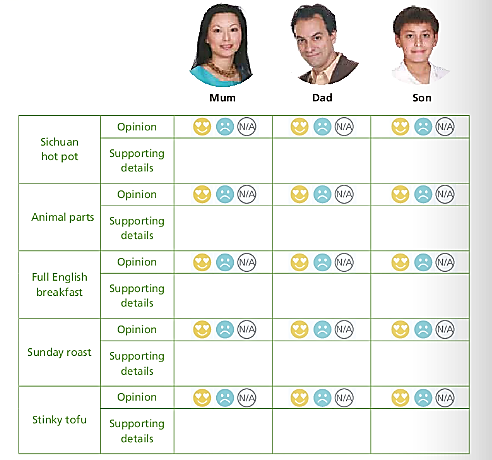 Mum Dad Son
Sichuan
hot pot
Opinion N/A N/A N/A
Supporting
details
Animal parts
Opinion N/A N/A N/A
Supporting
details
Full English
breakfast
Opinion N/A N/A N/A
Supporting
details
Sunday roast
Opinion N/A N/A N/A
Supporting
details
Stinky tofu
Opinion N/A N/A N/A
Supporting
details